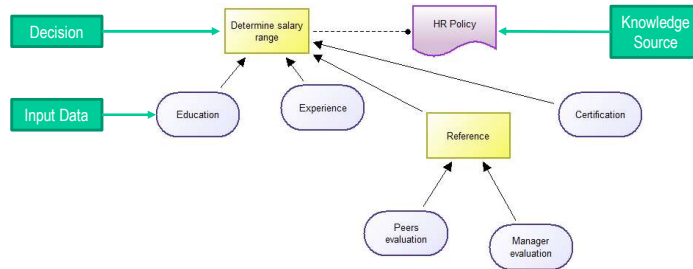 Decision
Determine salary
range
HR Policy
Knowledge
Source
Input Data
Education
Experience
Certification
Reference
Peers
evaluation
Manager
evaluation